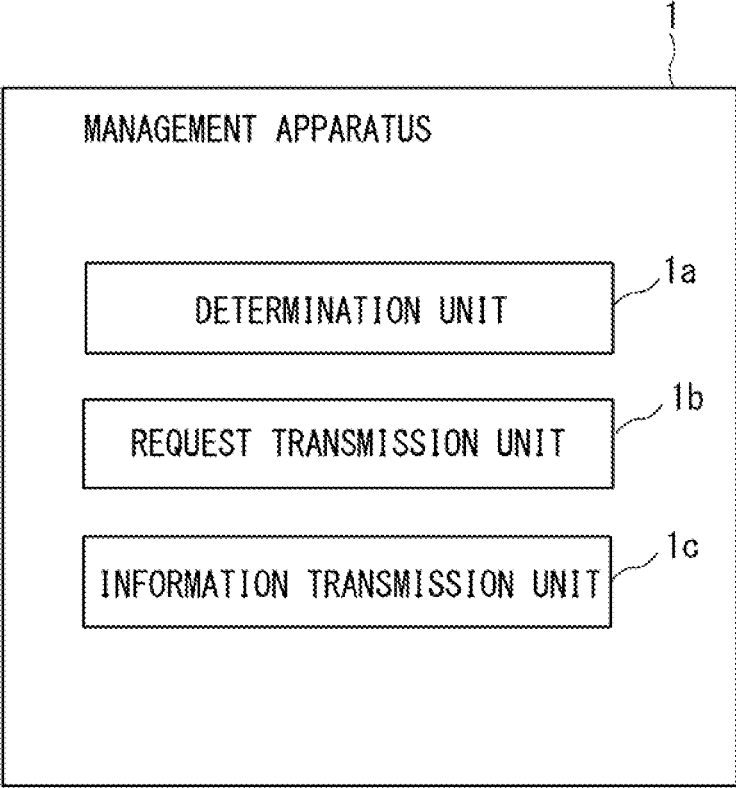 1
MANAGEMENT APPARATUS
1a
DETERMINATION UNIT
1b
REQUEST TRANSMISSION UNIT
1c
INFORMATION TRANSMISSION UNIT